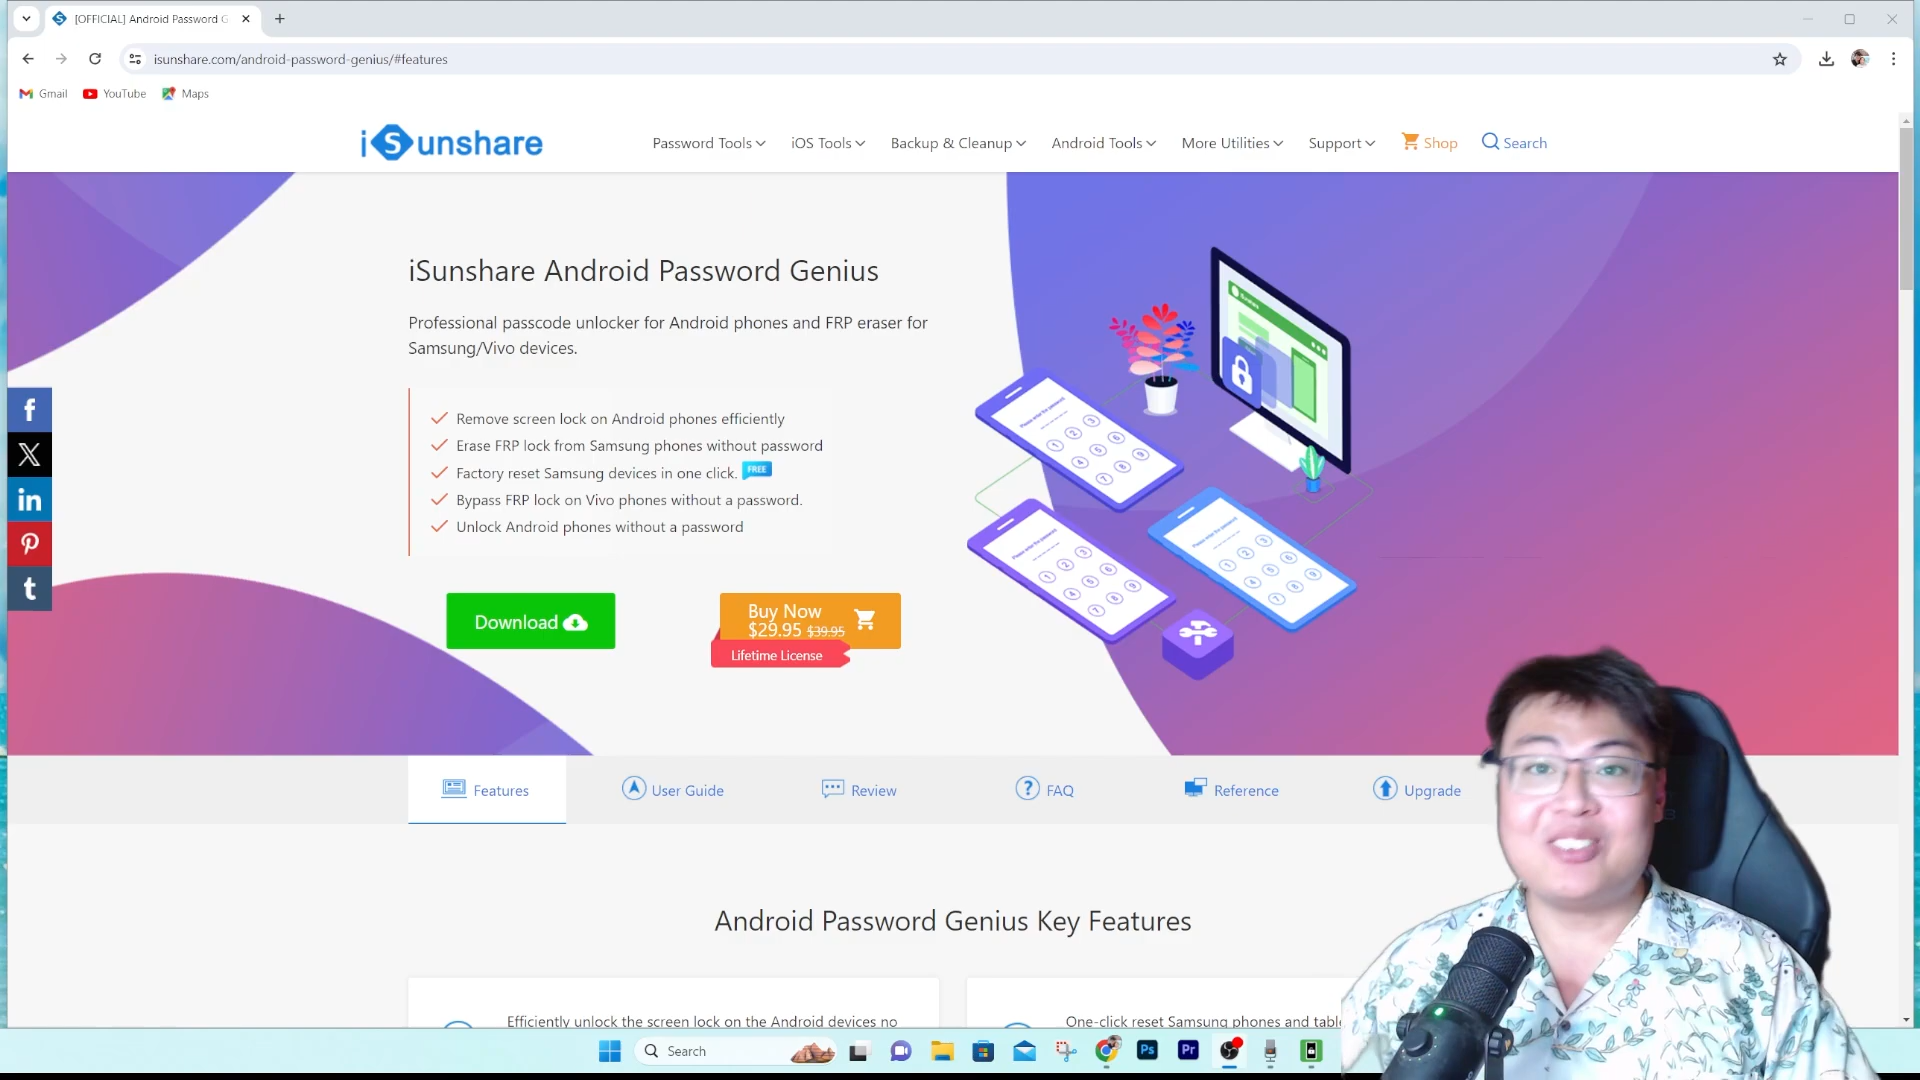 [OFFICIAL] Android Password G
isunshare.com/android-password-genius/#features
Gmail
YouTube
Maps
iSunshare
Password Tools
iOS Tools
Backup & Cleanup
Android Tools
More Utilities
Support
Shop
Search
iSunshare Android Password Genius
Professional passcode unlocker for Android phones and FRP eraser for
Samsung/Vivo devices.
Remove screen lock on Android phones efficiently
Erase FRP lock from Samsung phones without password
Factory reset Samsung devices in one click. FREE
Bypass FRP lock on Vivo phones without a password.
Unlock Android phones without a password
Download
Buy Now
$29.95 $39.95
Lifetime License
Features
User Guide
Review
FAQ
Reference
Upgrade
Android Password Genius Key Features
Efficiently unlock the screen lock on the Android devices no
One-click reset Samsung phones and table
Search
Ps
Pr